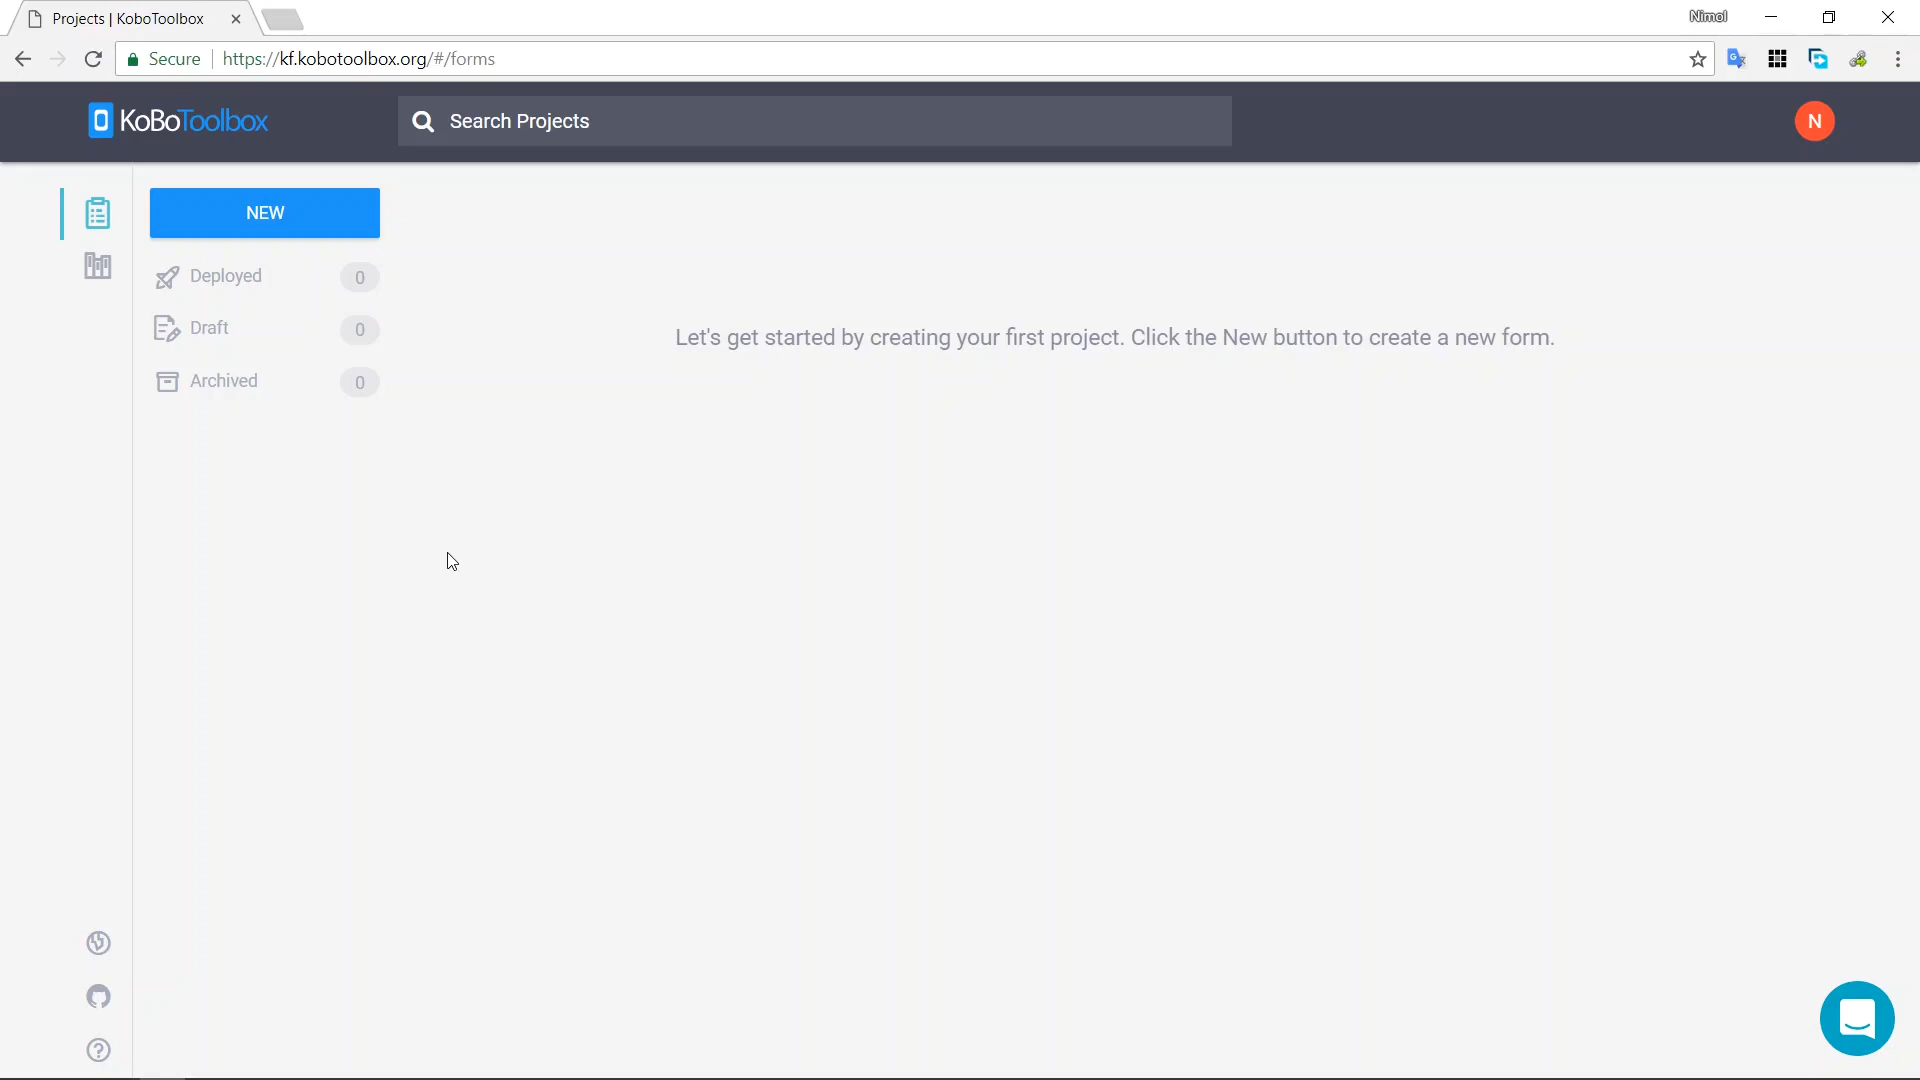 Projects | KoboToolbox
Nimol
Secure
https://kf.kobotoolbox.org/#/forms
KoBoToolbox
Search Projects
N
NEW
Deployed 0
Draft 0
Archived 0
Let's get started by creating your first project. Click the New button to create a new form.